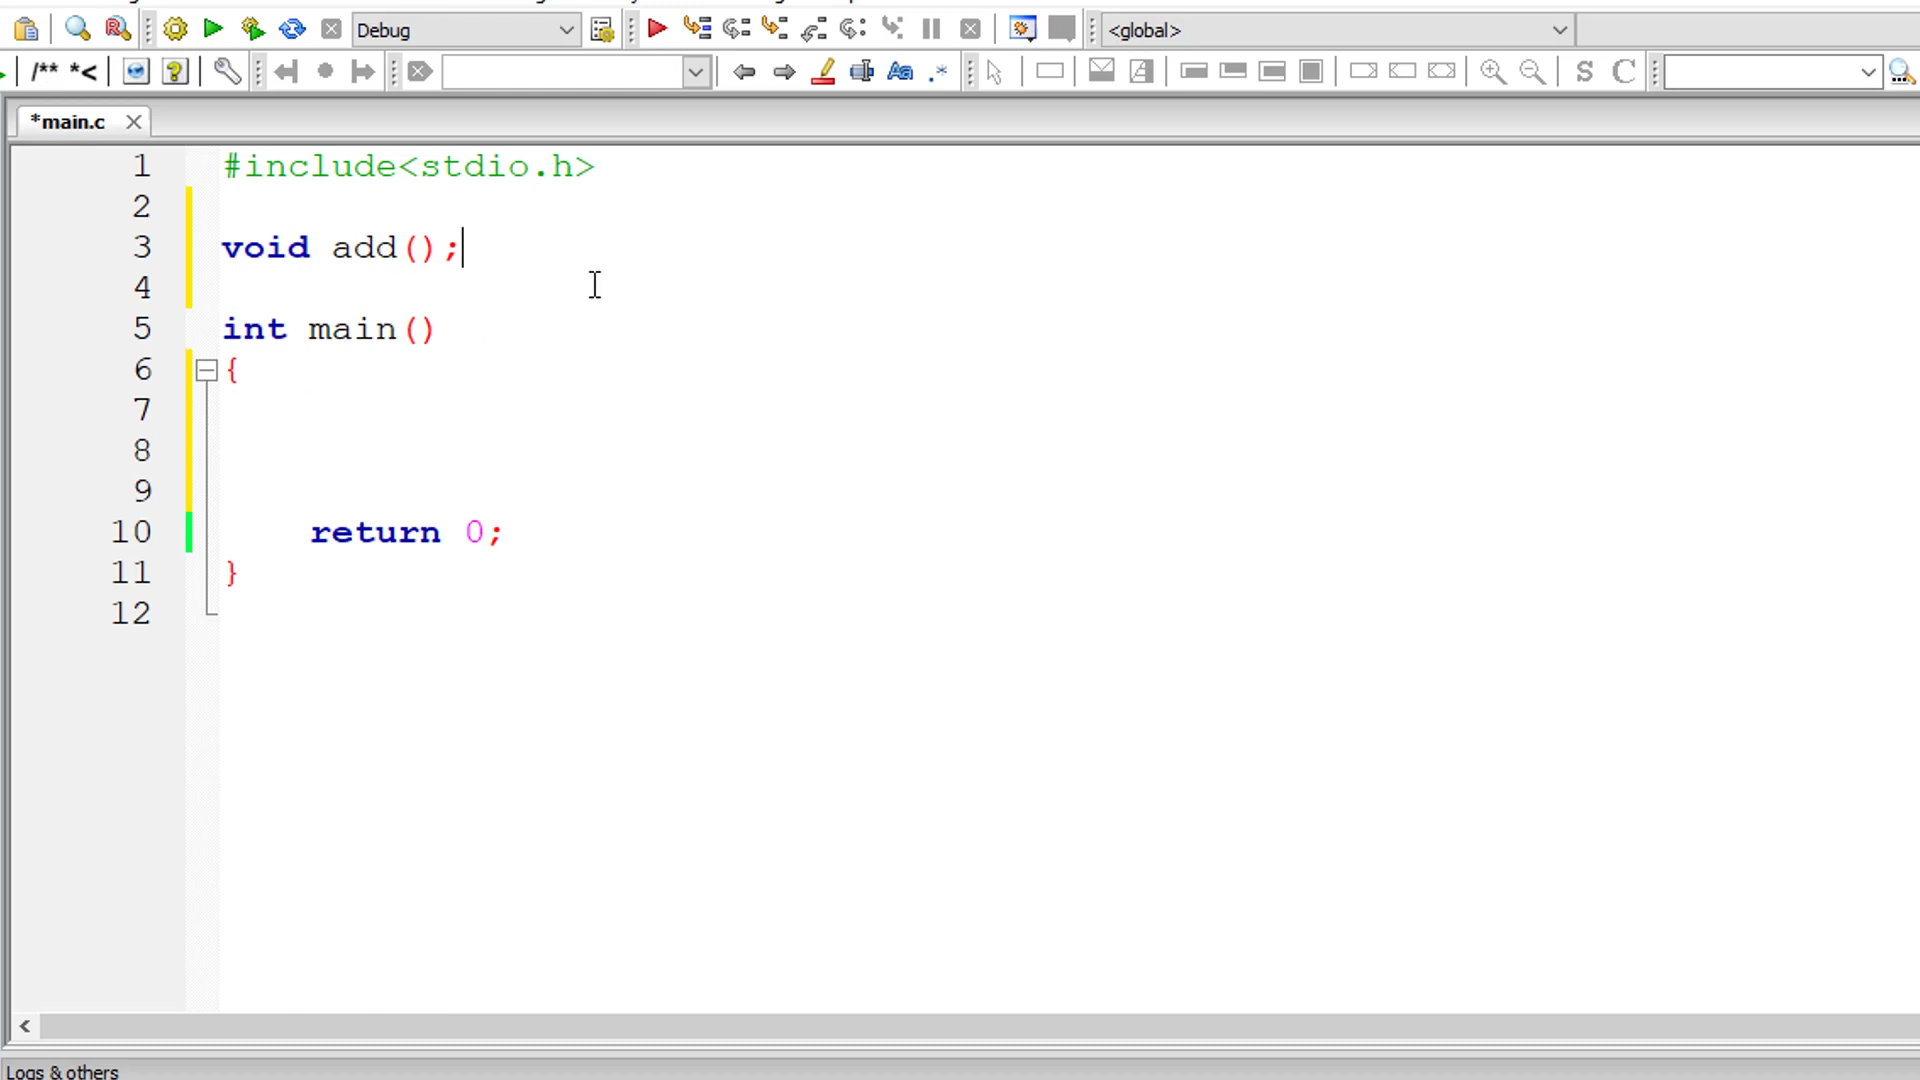 Debug
<global>
/** *<
Aa
.*
S
C
*main.c
1 #include<stdio.h>
2
3 void add();
4
5 int main()
6 {
7
8
9
10 return 0;
11 }
12
Logs & others